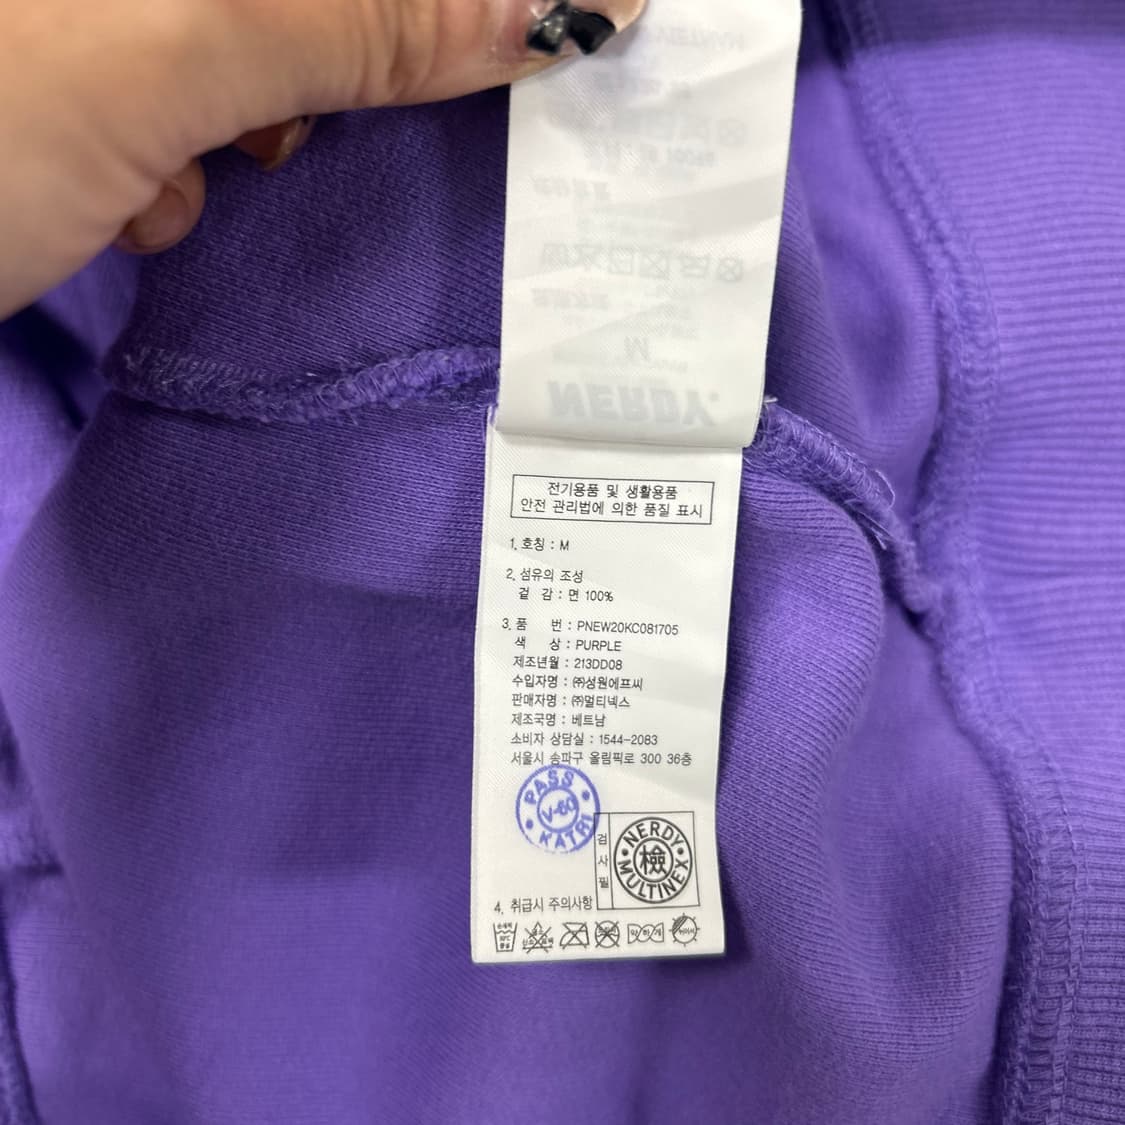 M
NERDY.
전기용품 및 생활용품
안전 관리법에 의한 품질 표시
1. 호칭 : M
2. 섬유의 조성
겉 감 : 면 100%
3. 품 번 : PNEW20KC081705
색 상 : PURPLE
제조년월 : 213DD08
수입자명 : ㈜성원에프씨
판매자명 : ㈜멀티넥스
제조국명 : 베트남
소비자 상담실 : 1544-2083
서울시 송파구 올림픽로 300 36층
PASS
V-60
KATRI
검사필
NERDY
檢
MULTINEX
4. 취급시 주의사항
약하게